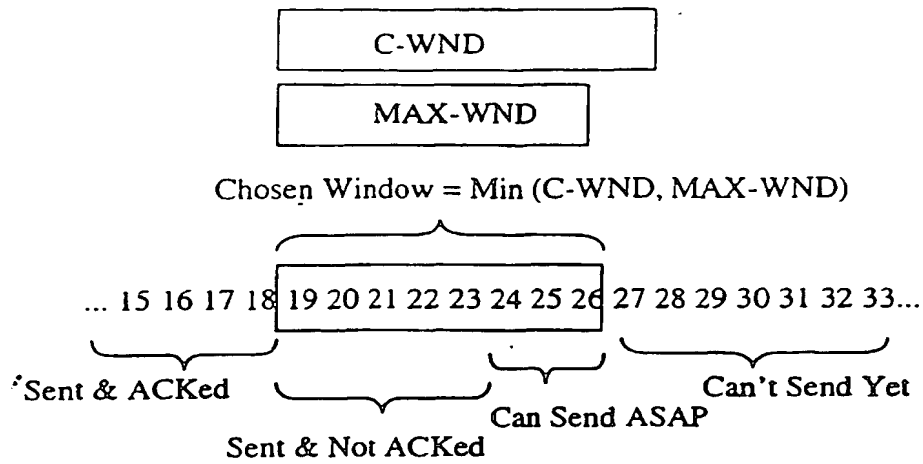 C-WND
MAX-WND
Chosen Window = Min (C-WND, MAX-WND)
... 15 16 17 18 19 20 21 22 23 24 25 26 27 28 29 30 31 32 33...
Sent & ACKed
Can't Send Yet
Can Send ASAP
Sent & Not ACKed